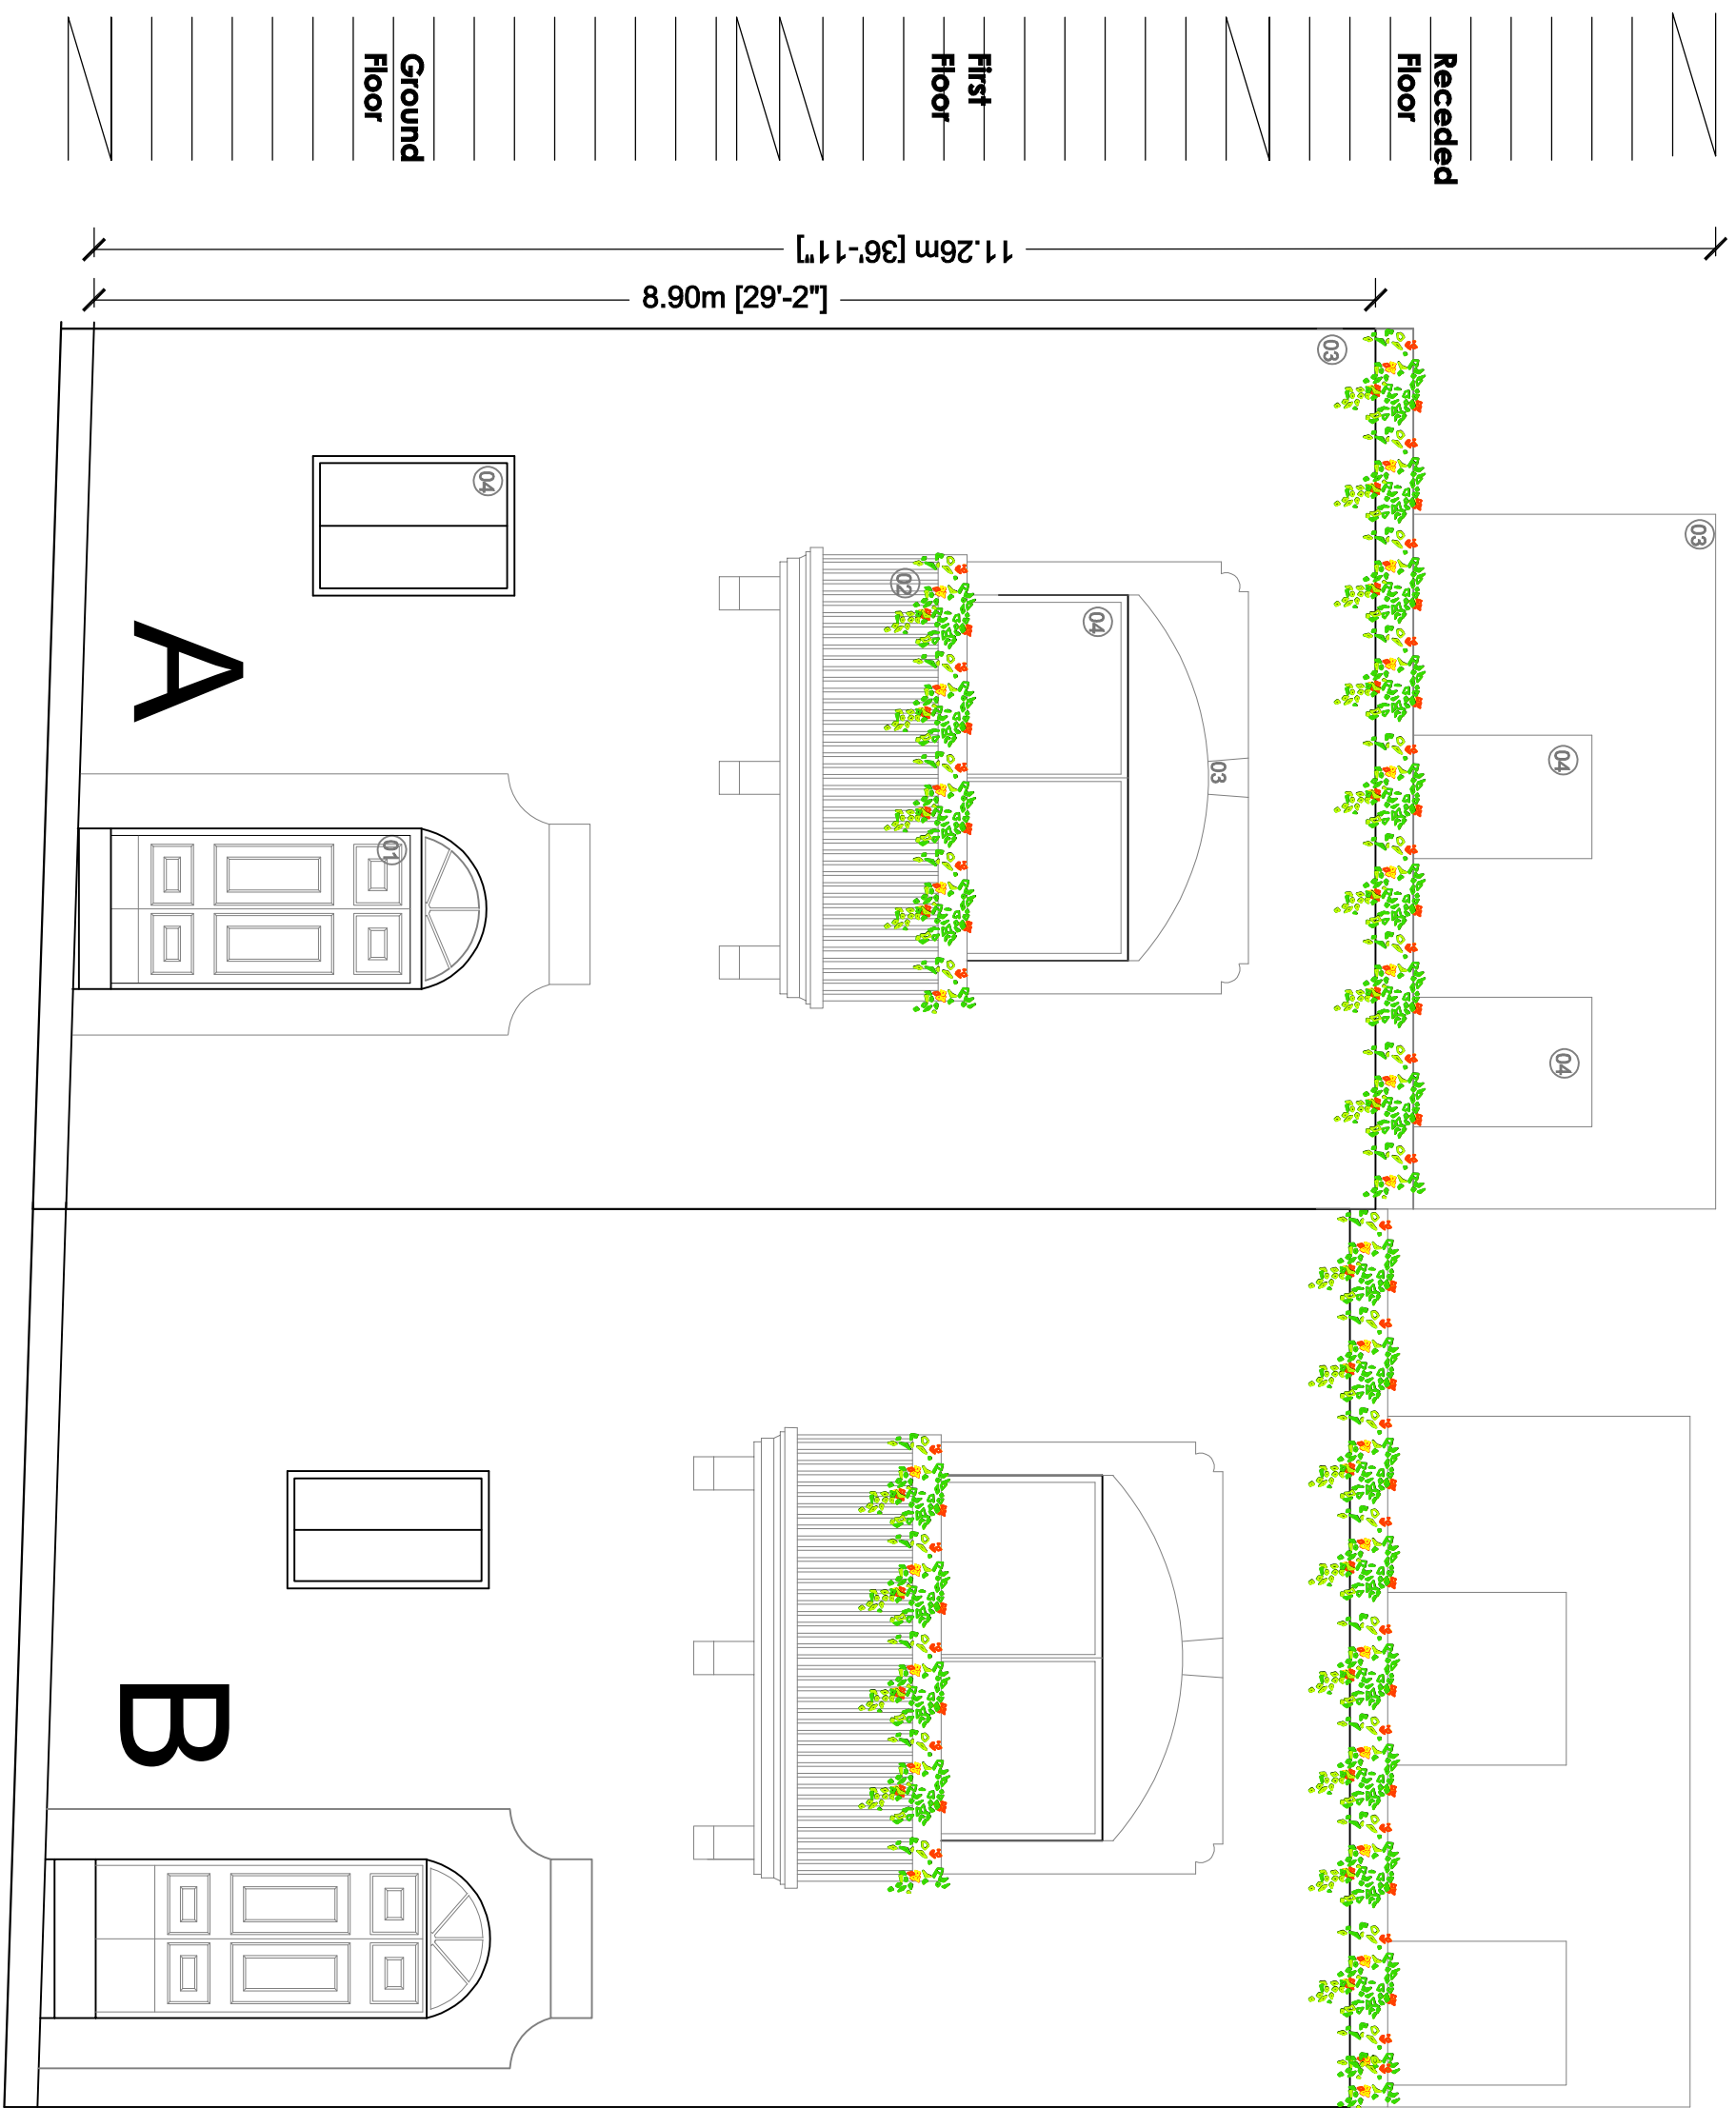 Receded
Floor
First
Floor
Ground
Floor
11.26m [36'-11"]
8.90m [29'-2"]
03
03
04
04
03
04
02
04
01
A
B